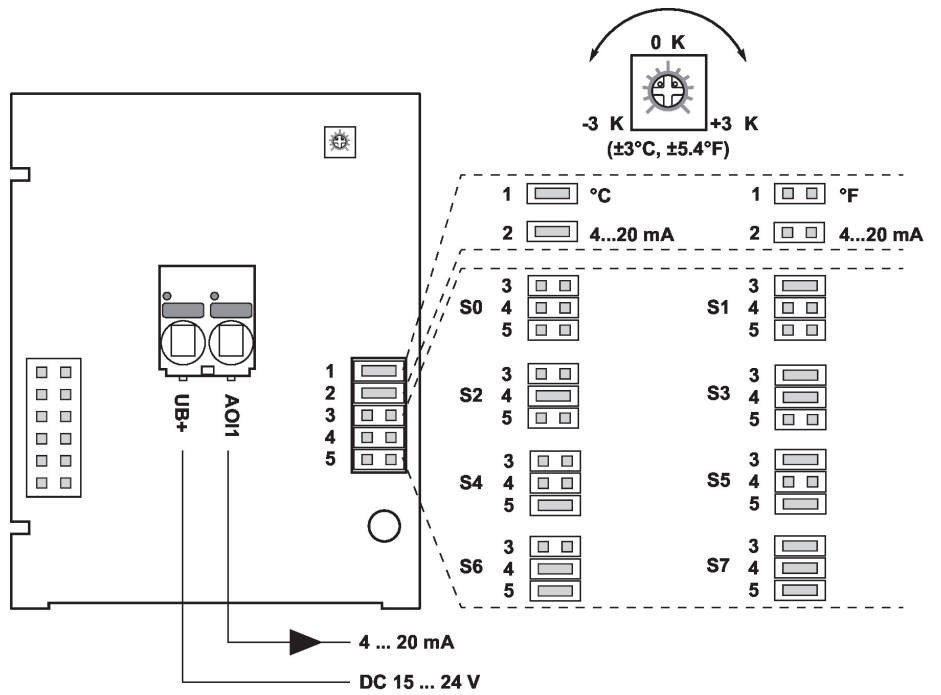 0 K
-3 K +3 K
(±3°C, ±5.4°F)
1 °C 1 °F
2 4...20 mA 2 4...20 mA
S0 3 S1 3
4 4
5 5
1
2
3
4
5
UB+
AOI1
S2 3 S3 3
4 4
5 5
S4 3 S5 3
4 4
5 5
S6 3 S7 3
4 4
5 5
4 ... 20 mA
DC 15 ... 24 V